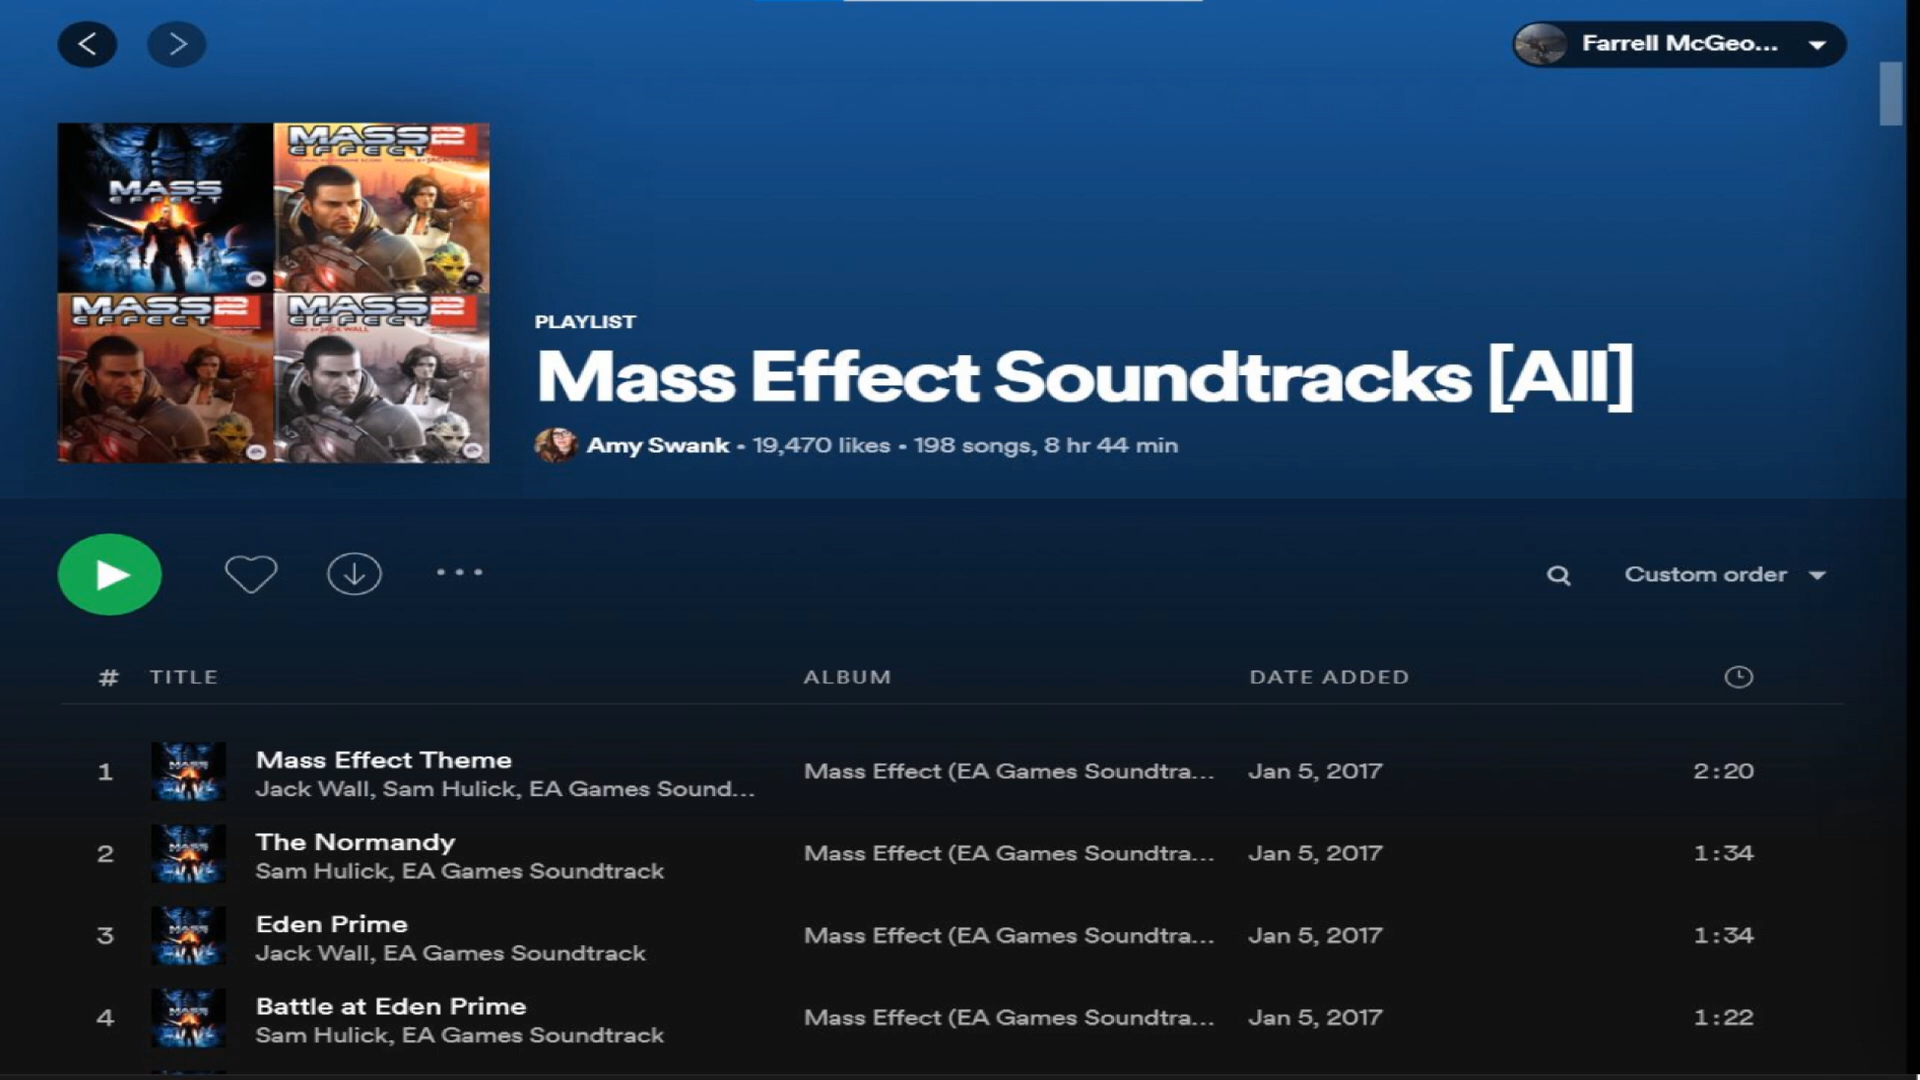 Farrell McGeo...
MASS
EFFECT
MASS 2
EFFECT
MASS 2
EFFECT
MASS 2
EFFECT
PLAYLIST
Mass Effect Soundtracks [All]
Amy Swank • 19,470 likes • 198 songs, 8 hr 44 min
Custom order
# TITLE ALBUM DATE ADDED
1 Mass Effect Theme Mass Effect (EA Games Soundtra... Jan 5, 2017 2:20
Jack Wall, Sam Hulick, EA Games Sound...
2 The Normandy Mass Effect (EA Games Soundtra... Jan 5, 2017 1:34
Sam Hulick, EA Games Soundtrack
3 Eden Prime Mass Effect (EA Games Soundtra... Jan 5, 2017 1:34
Jack Wall, EA Games Soundtrack
4 Battle at Eden Prime Mass Effect (EA Games Soundtra... Jan 5, 2017 1:22
Sam Hulick, EA Games Soundtrack